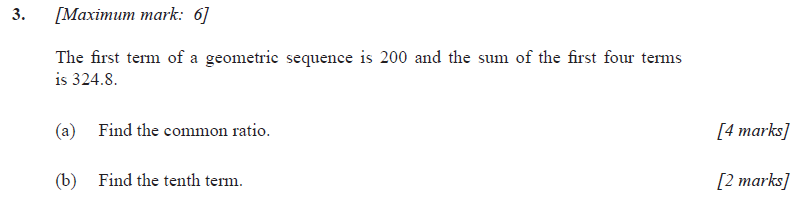 3. [Maximum mark: 6]
The first term of a geometric sequence is 200 and the sum of the first four terms
is 324.8.
(a) Find the common ratio. [4 marks]
(b) Find the tenth term. [2 marks]